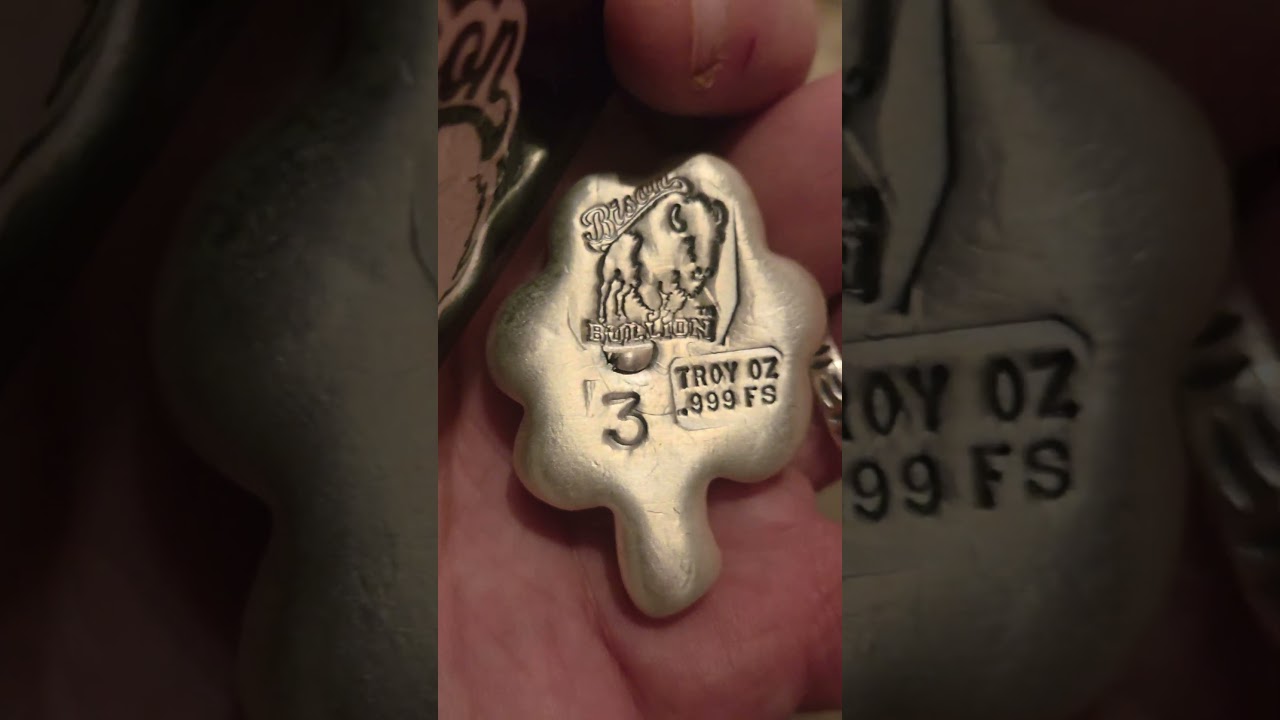 Bison
BULLION
TROY OZ
.999 FS
3